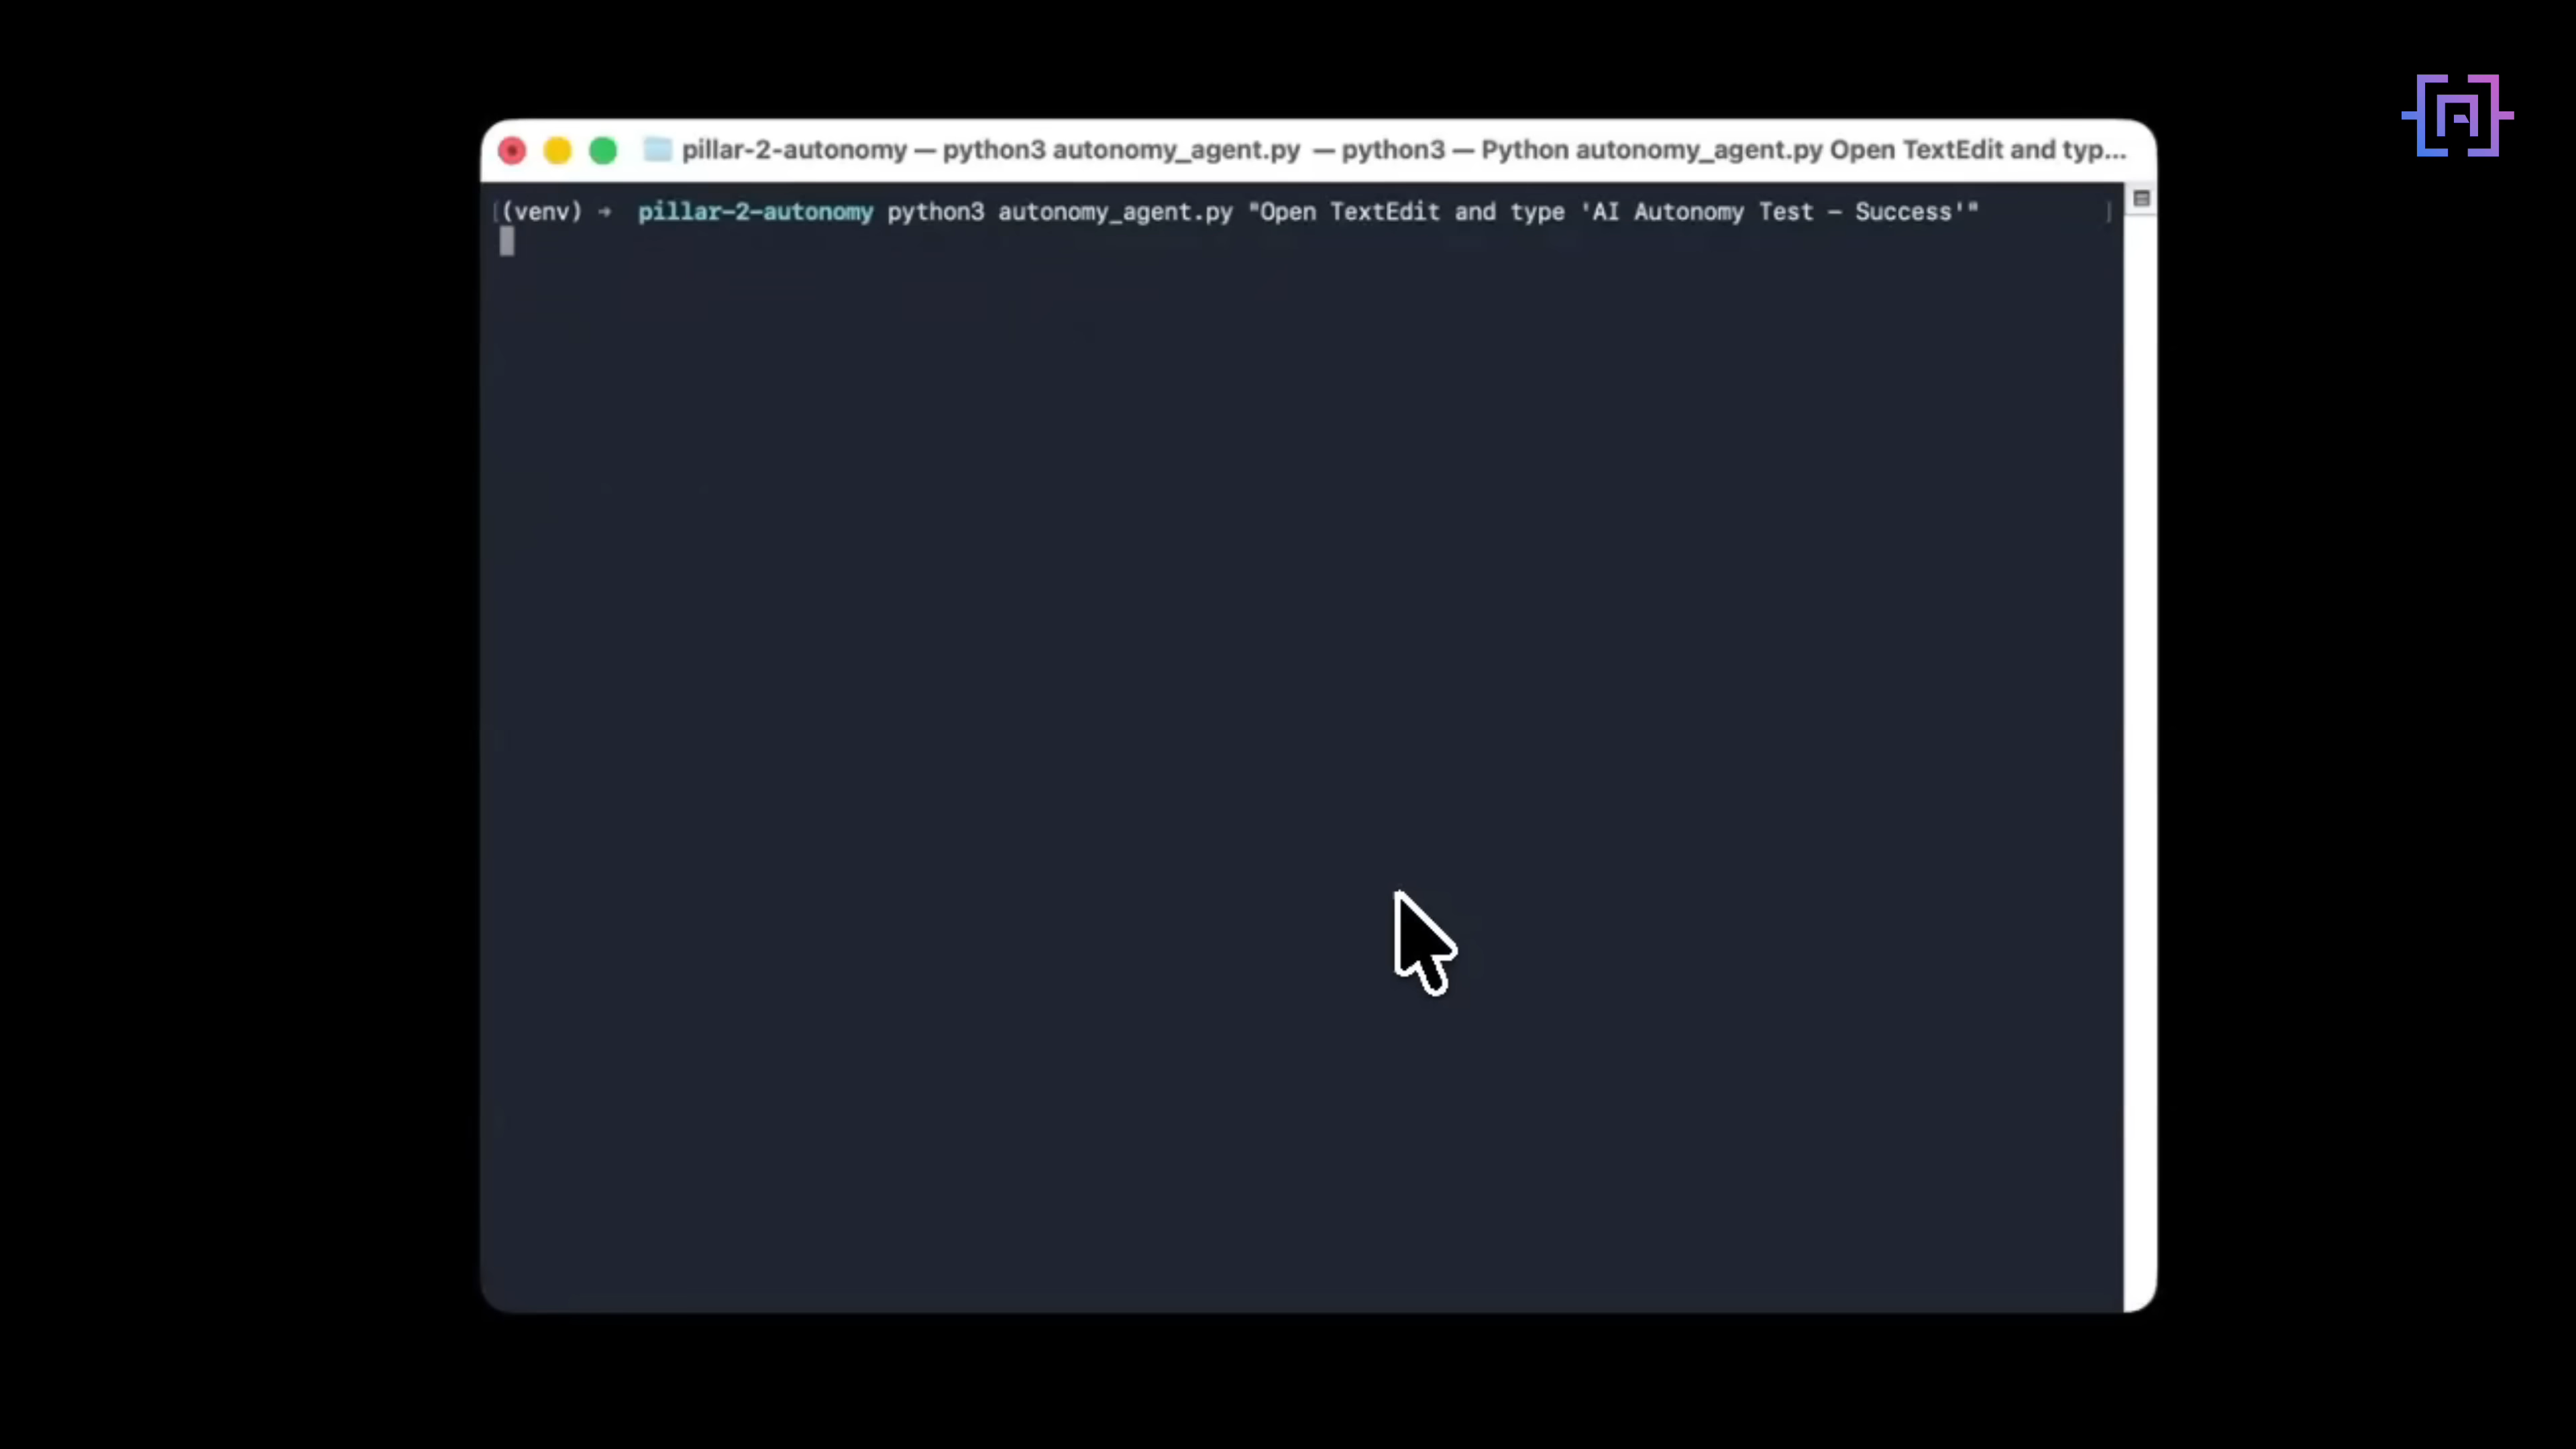 pillar-2-autonomy — python3 autonomy_agent.py — python3 — Python autonomy_agent.py Open TextEdit and typ...
[(venv) → pillar-2-autonomy python3 autonomy_agent.py "Open TextEdit and type 'AI Autonomy Test – Success'" ]